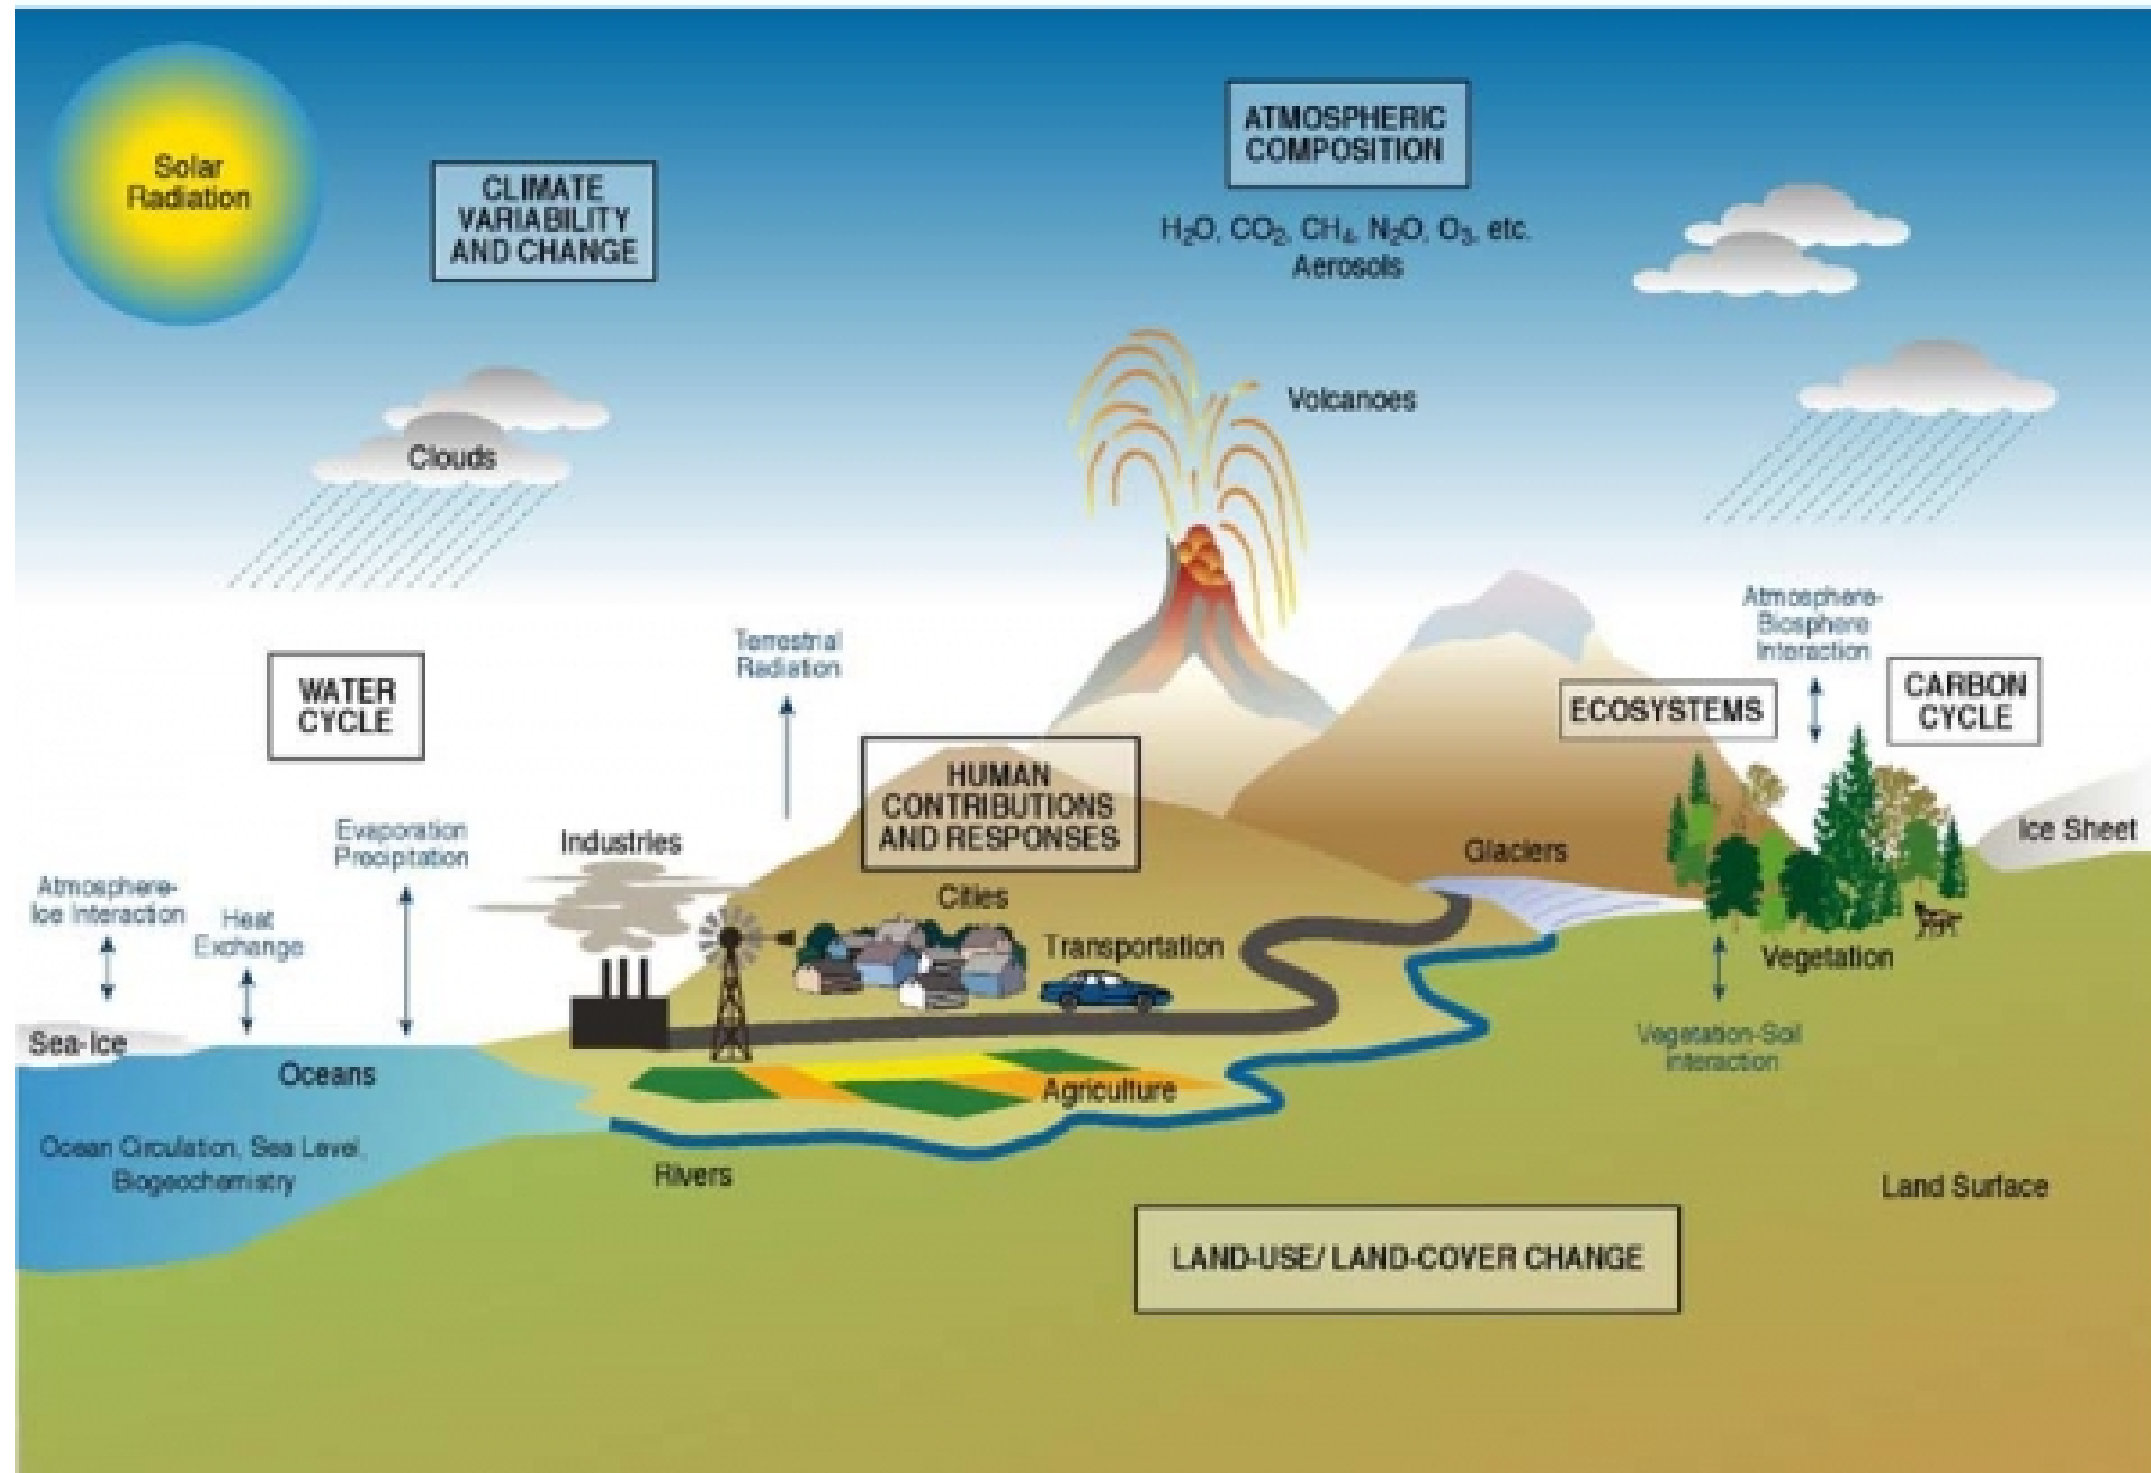 Solar
Radiation
CLIMATE
VARIABILITY
AND CHANGE
ATMOSPHERIC
COMPOSITION
H₂O, CO₂, CH₄, N₂O, O₃, etc.
Aerosols
Volcanoes
Clouds
Terrestrial
Radiation
Atmosphere-
Biosphere
Interaction
WATER
CYCLE
ECOSYSTEMS
CARBON
CYCLE
HUMAN
CONTRIBUTIONS
AND RESPONSES
Evaporation
Precipitation
Industries
Glaciers
Ice Sheet
Atmosphere-
Ice Interaction
Heat
Exchange
Cities
Transportation
Vegetation
Sea-Ice
Oceans
Agriculture
Vegetation-Soil
Interaction
Ocean Circulation, Sea Level,
Biogeochemistry
Rivers
Land Surface
LAND-USE/ LAND-COVER CHANGE